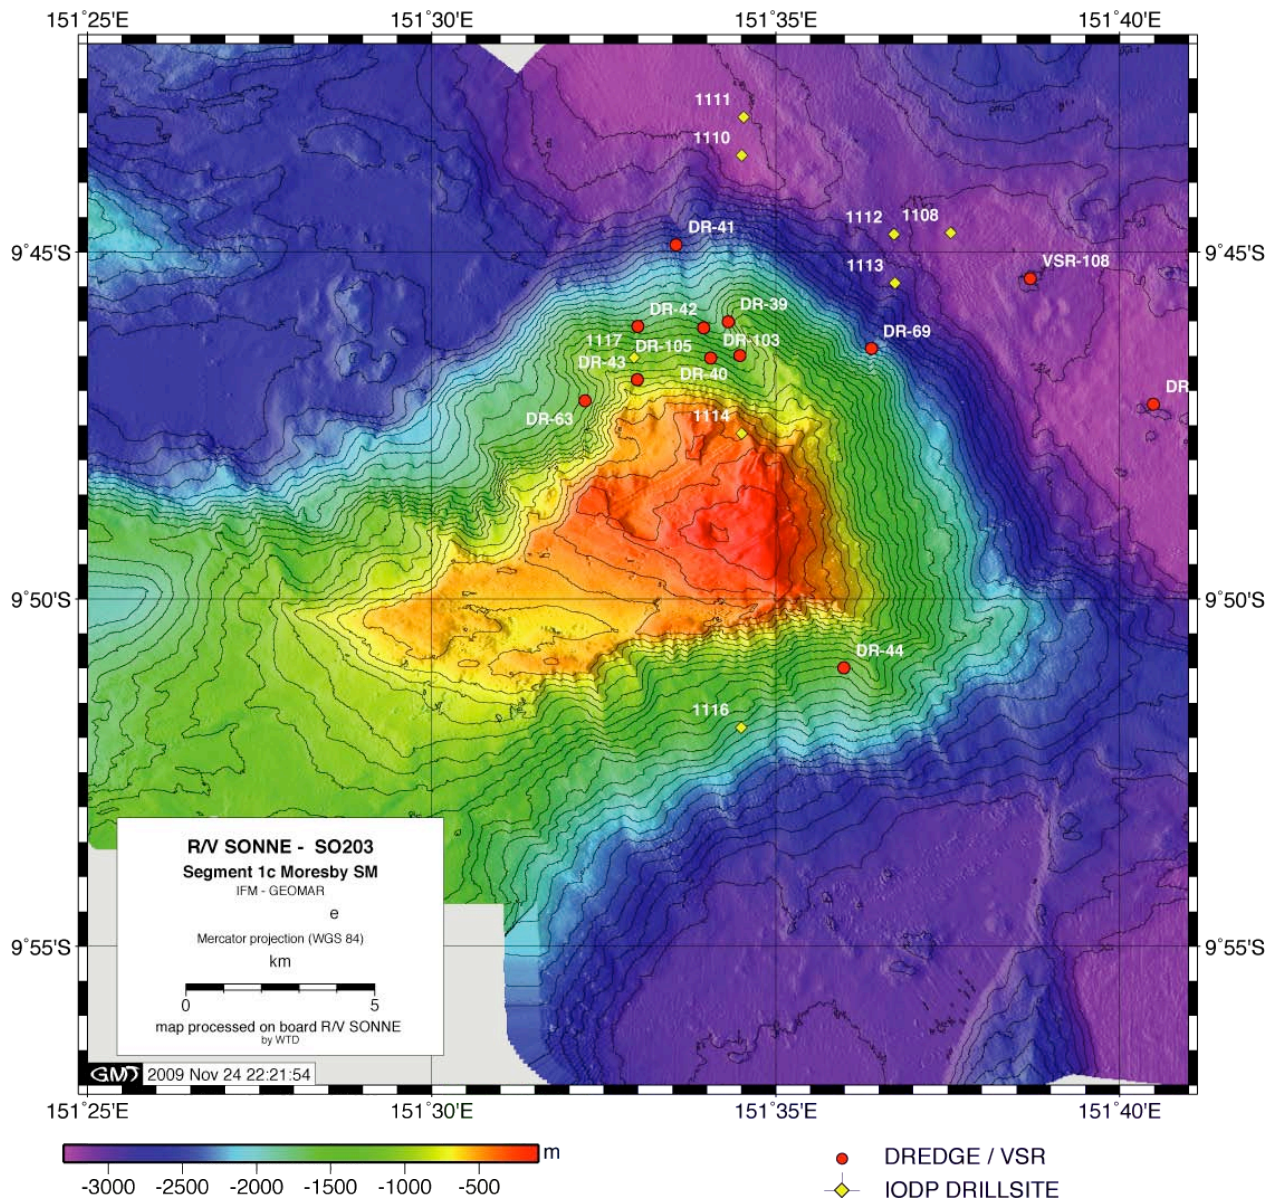 151°25'E 151°30'E 151°35'E 151°40'E
1111
1110
1112 1108
DR-41
9°45'S 9°45'S
VSR-108
1113
DR-42 DR-39
DR-69
1117 DR-105 DR-103
DR-43
DR-40
DR
DR-63 1114
9°50'S 9°50'S
DR-44
1116
R/V SONNE - SO203
Segment 1c Moresby SM
IFM - GEOMAR
e
Mercator projection (WGS 84)
km
0 5
map processed on board R/V SONNE
by WTD
9°55'S 9°55'S
GMT 2009 Nov 24 22:21:54
151°25'E 151°30'E 151°35'E 151°40'E
m
-3000 -2500 -2000 -1500 -1000 -500
DREDGE / VSR
IODP DRILLSITE